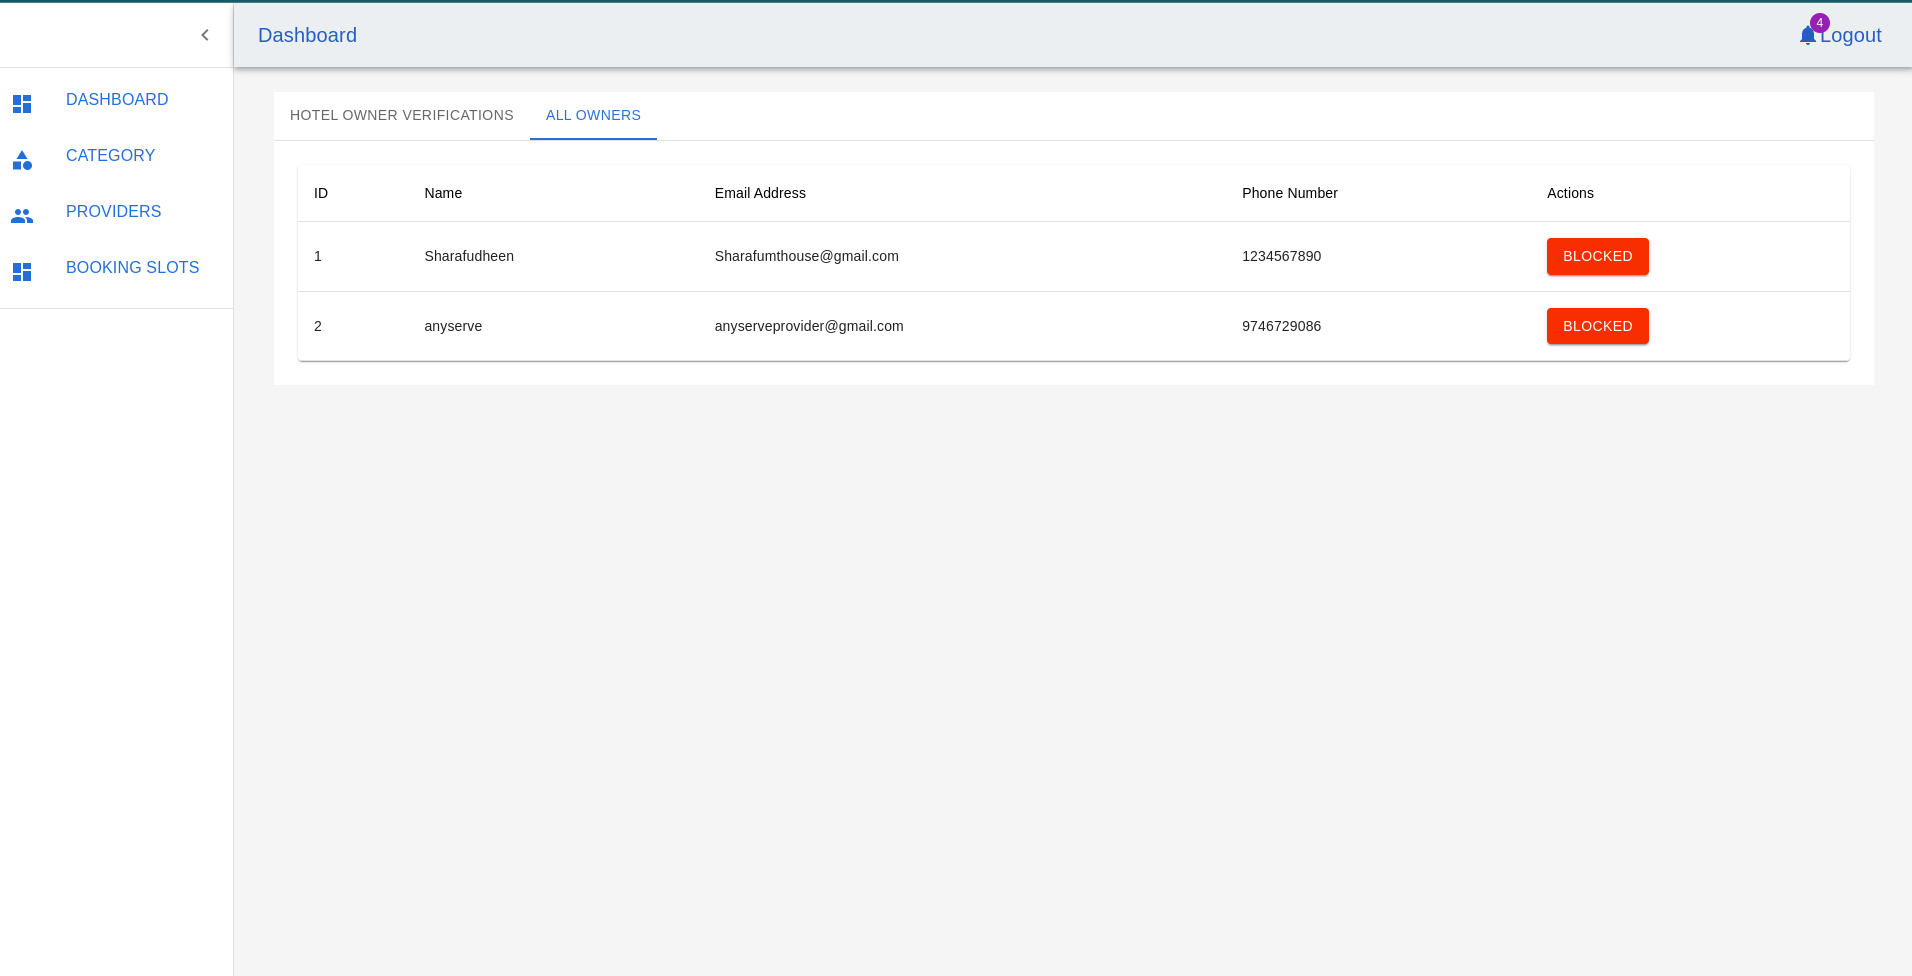 Dashboard
4
Logout
DASHBOARD
CATEGORY
PROVIDERS
BOOKING SLOTS
HOTEL OWNER VERIFICATIONS ALL OWNERS
ID Name Email Address Phone Number Actions
1 Sharafudheen Sharafumthouse@gmail.com 1234567890 BLOCKED
2 anyserve anyserveprovider@gmail.com 9746729086 BLOCKED